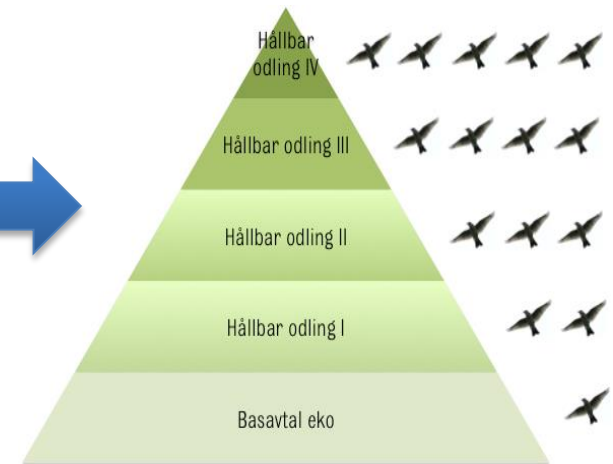 Hållbar
odling IV
Hållbar odling III
Hållbar odling II
Hållbar odling I
Basavtal eko